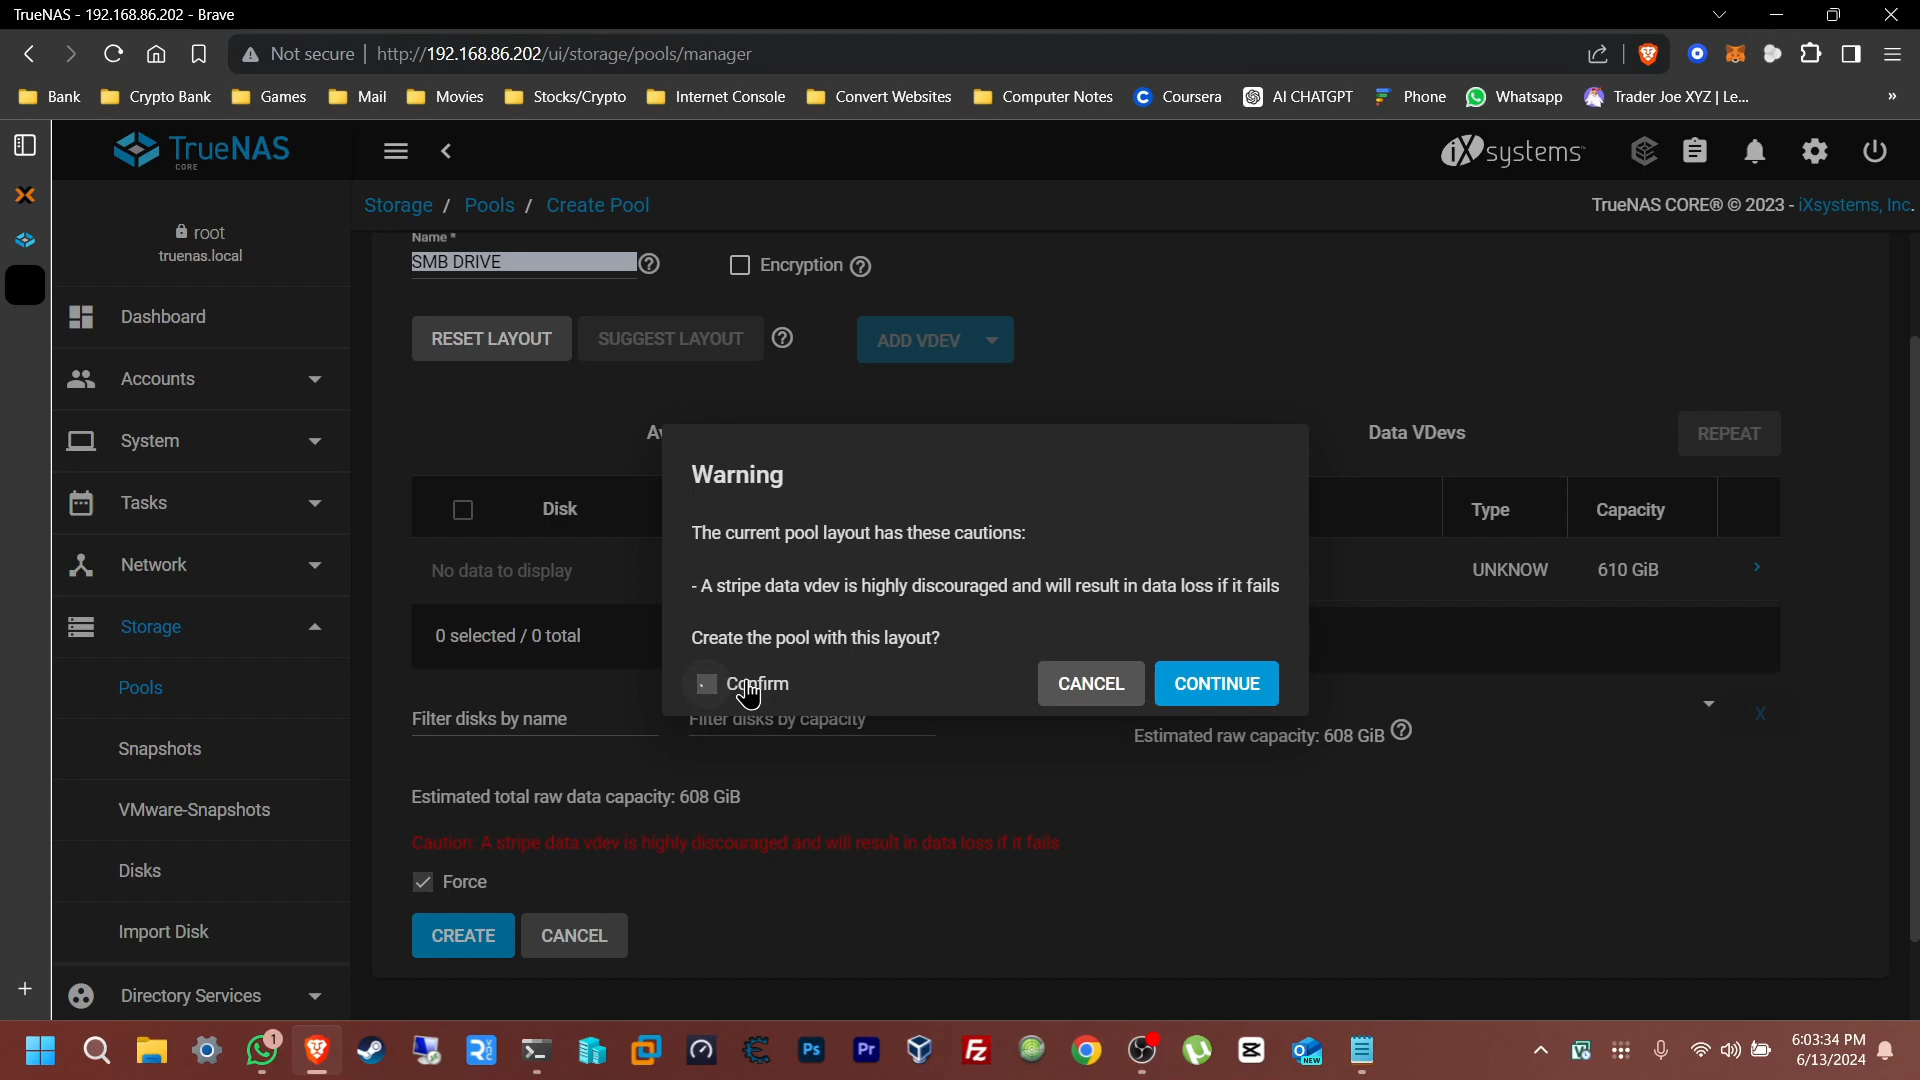 TrueNAS - 192.168.86.202 - Brave
Not secure | http://192.168.86.202/ui/storage/pools/manager
Bank Crypto Bank Games Mail Movies Stocks/Crypto Internet Console Convert Websites Computer Notes Coursera AI CHATGPT Phone Whatsapp Trader Joe XYZ | Le... »
TrueNAS
CORE
iXsystems
root
truenas.local
Dashboard
Accounts
System
Tasks
Network
Storage
Pools
Snapshots
VMware-Snapshots
Disks
Import Disk
Directory Services
Storage / Pools / Create Pool
TrueNAS CORE® © 2023 - iXsystems, Inc.
Name *
SMB DRIVE
Encryption
RESET LAYOUT SUGGEST LAYOUT ADD VDEV
Data VDevs REPEAT
Disk Type Capacity
No data to display UNKNOW 610 GiB
0 selected / 0 total
Warning
The current pool layout has these cautions:
- A stripe data vdev is highly discouraged and will result in data loss if it fails
Create the pool with this layout?
Confirm CANCEL CONTINUE
Filter disks by name Filter disks by capacity
X
Estimated raw capacity: 608 GiB
Estimated total raw data capacity: 608 GiB
Caution: A stripe data vdev is highly discouraged and will result in data loss if it fails
Force
CREATE CANCEL
1
Ps Pr Fz NEW
6:03:34 PM
6/13/2024